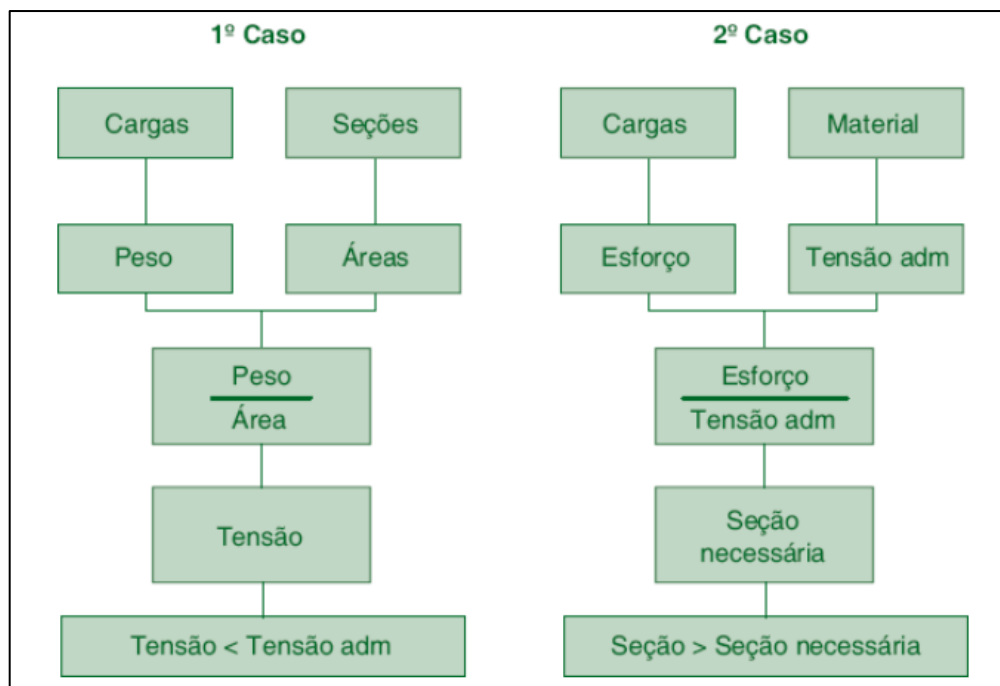 1º Caso
Cargas
Seções
Peso
Áreas
Peso
Área
Tensão
Tensão < Tensão adm
2º Caso
Cargas
Material
Esforço
Tensão adm
Esforço
Tensão adm
Seção
necessária
Seção > Seção necessária